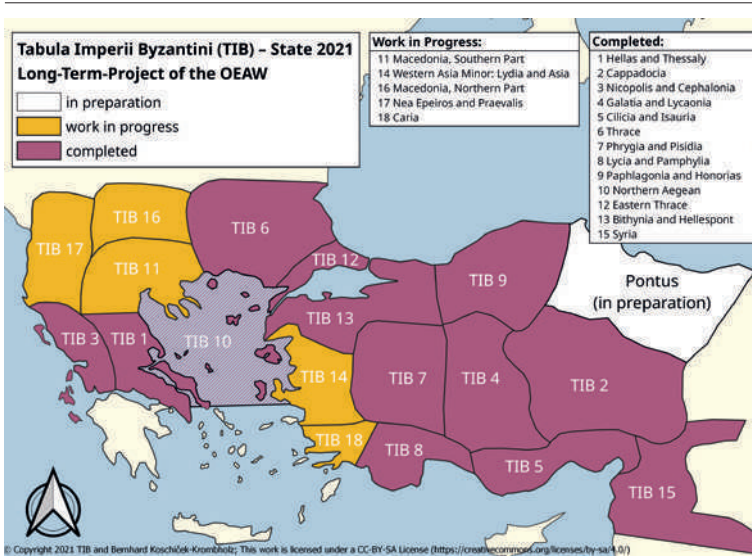 Tabula Imperii Byzantini (TIB) – State 2021
Long-Term-Project of the OEAW
in preparation
work in progress
completed
Work in Progress:
11 Macedonia, Southern Part
14 Western Asia Minor: Lydia and Asia
16 Macedonia, Northern Part
17 Nea Epeiros and Praevalis
18 Caria
Completed:
1 Hellas and Thessaly
2 Cappadocia
3 Nicopolis and Cephalonia
4 Galatia and Lycaonia
5 Cilicia and Isauria
6 Thrace
7 Phrygia and Pisidia
8 Lycia and Pamphylia
9 Paphlagonia and Honorias
10 Northern Aegean
12 Eastern Thrace
13 Bithynia and Hellespont
15 Syria
TIB 16
TIB 6
TIB 17
TIB 12
TIB 11
TIB 9
Pontus
(in preparation)
TIB 13
TIB 3
TIB 1
TIB 10
TIB 14
TIB 7
TIB 4
TIB 2
TIB 18
TIB 8
TIB 5
TIB 15
© Copyright 2021 TIB and Bernhard Koschiček-Krombholz; This work is licensed under a CC-BY-SA License (https://creativecommons.org/licenses/by-sa/4.0/)